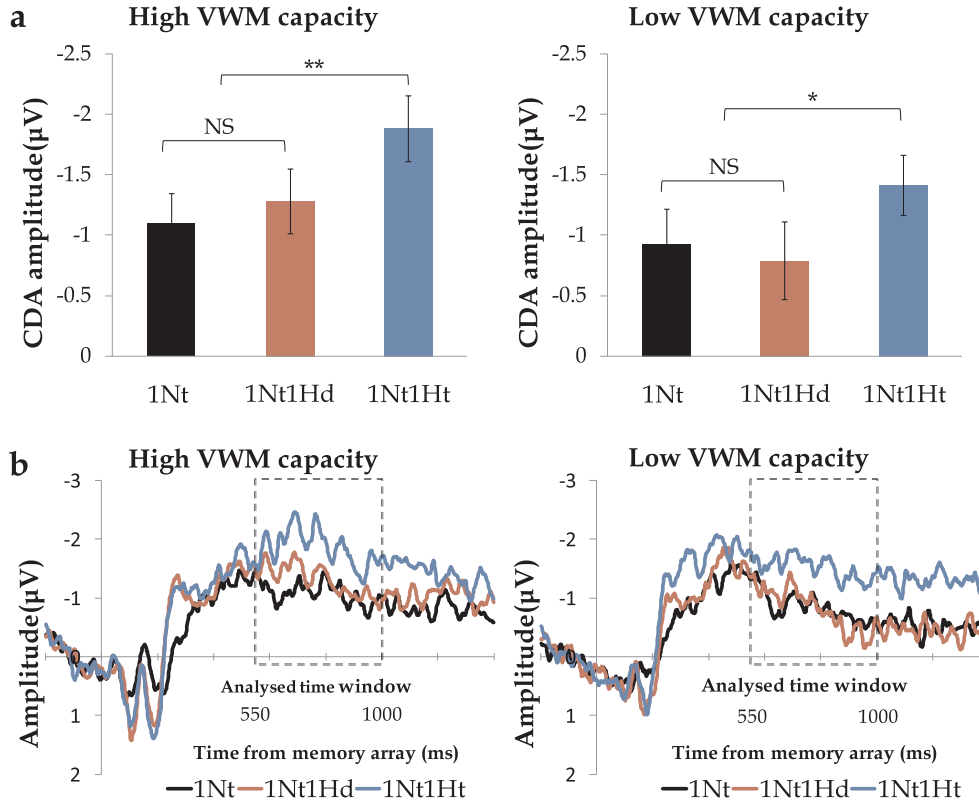 a
High VWM capacity
CDA amplitude(µV)
-2.5
-2
-1.5
-1
-0.5
0
NS
**
1Nt
1Nt1Hd
1Nt1Ht
Low VWM capacity
CDA amplitude(µV)
-2.5
-2
-1.5
-1
-0.5
0
NS
*
1Nt
1Nt1Hd
1Nt1Ht
b
High VWM capacity
Amplitude(µV)
-3
-2
-1
0
1
2
Analysed time window
550
1000
Time from memory array (ms)
1Nt
1Nt1Hd
1Nt1Ht
Low VWM capacity
Amplitude(µV)
-3
-2
-1
0
1
2
Analysed time window
550
1000
Time from memory array (ms)
1Nt
1Nt1Hd
1Nt1Ht